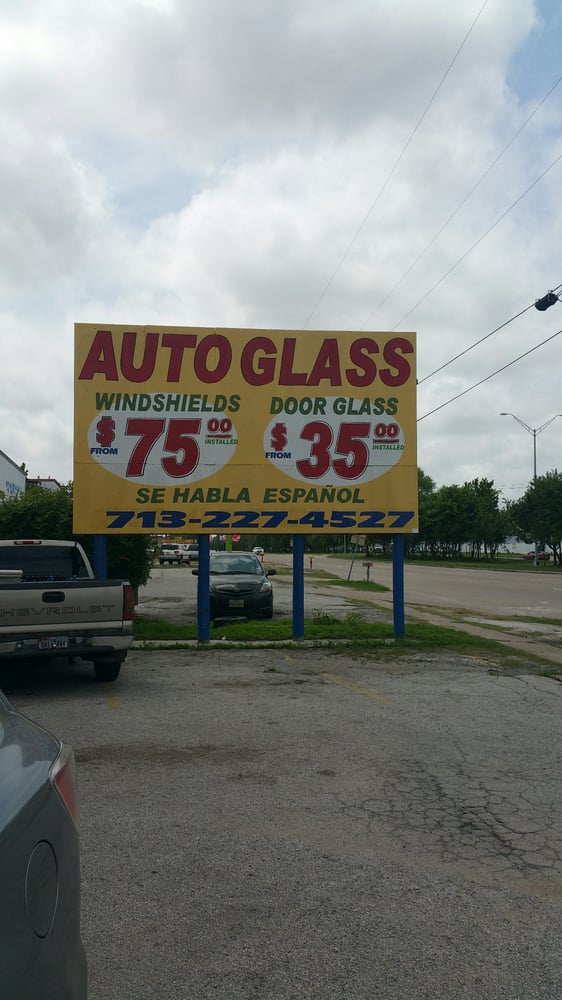 AUTO GLASS
WINDSHIELDS
FROM $75.00 INSTALLED
DOOR GLASS
FROM $35.00 INSTALLED
SE HABLA ESPAÑOL
713-227-4527
CHEVROLET